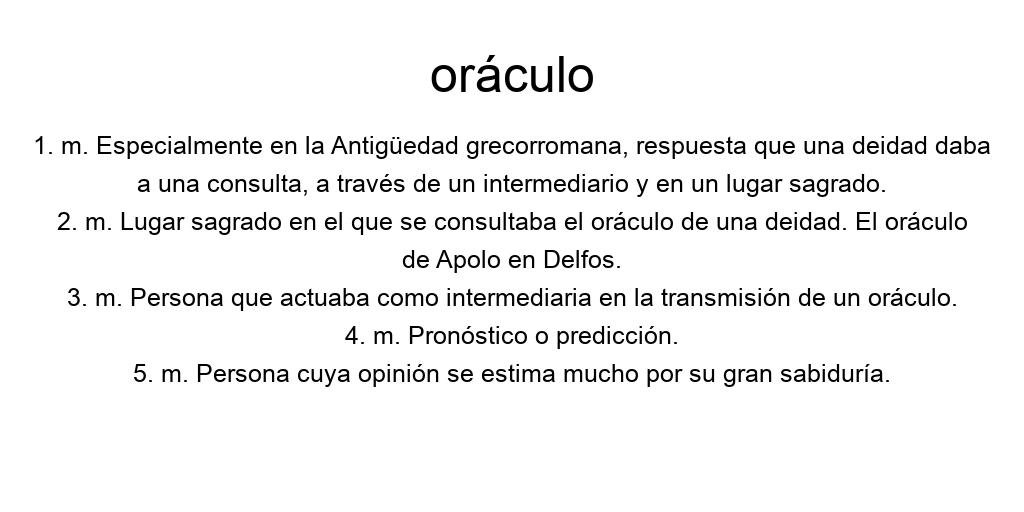 oráculo
1. m. Especialmente en la Antigüedad grecorromana, respuesta que una deidad daba
a una consulta, a través de un intermediario y en un lugar sagrado.
2. m. Lugar sagrado en el que se consultaba el oráculo de una deidad. El oráculo
de Apolo en Delfos.
3. m. Persona que actuaba como intermediaria en la transmisión de un oráculo.
4. m. Pronóstico o predicción.
5. m. Persona cuya opinión se estima mucho por su gran sabiduría.